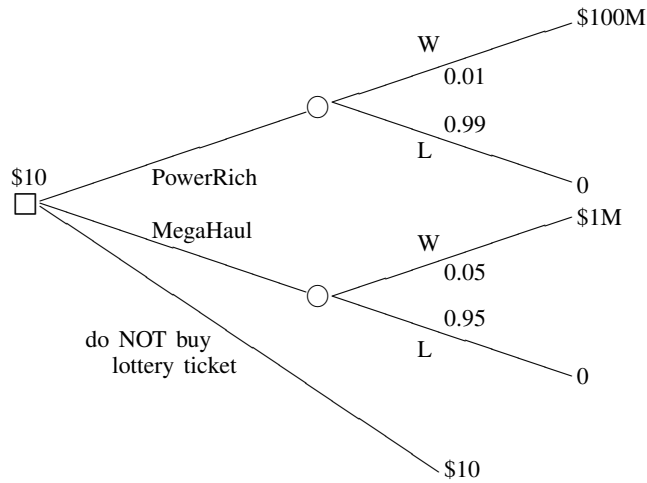 $100M
W
0.01
0.99
L
$10
PowerRich
0
$1M
MegaHaul
W
0.05
0.95
L
do NOT buy
lottery ticket
0
$10